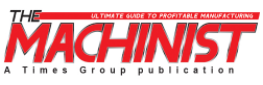 THE
ULTIMATE GUIDE TO PROFITABLE MANUFACTURING
MACHINIST
A Times Group publication